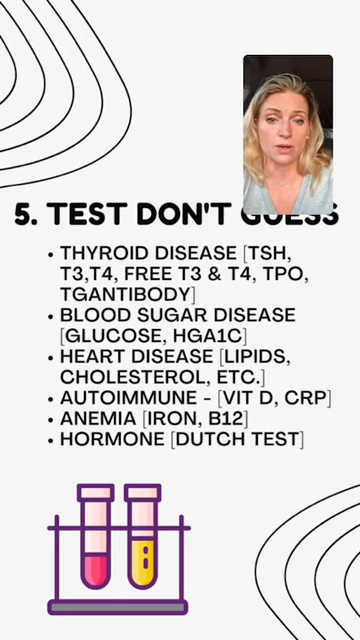 5. TEST DON'T GUESS
• THYROID DISEASE [TSH,
T3,T4, FREE T3 & T4, TPO,
TGANTIBODY]
• BLOOD SUGAR DISEASE
[GLUCOSE, HGA1C]
• HEART DISEASE [LIPIDS,
CHOLESTEROL, ETC.]
• AUTOIMMUNE - [VIT D, CRP]
• ANEMIA [IRON, B12]
• HORMONE [DUTCH TEST]